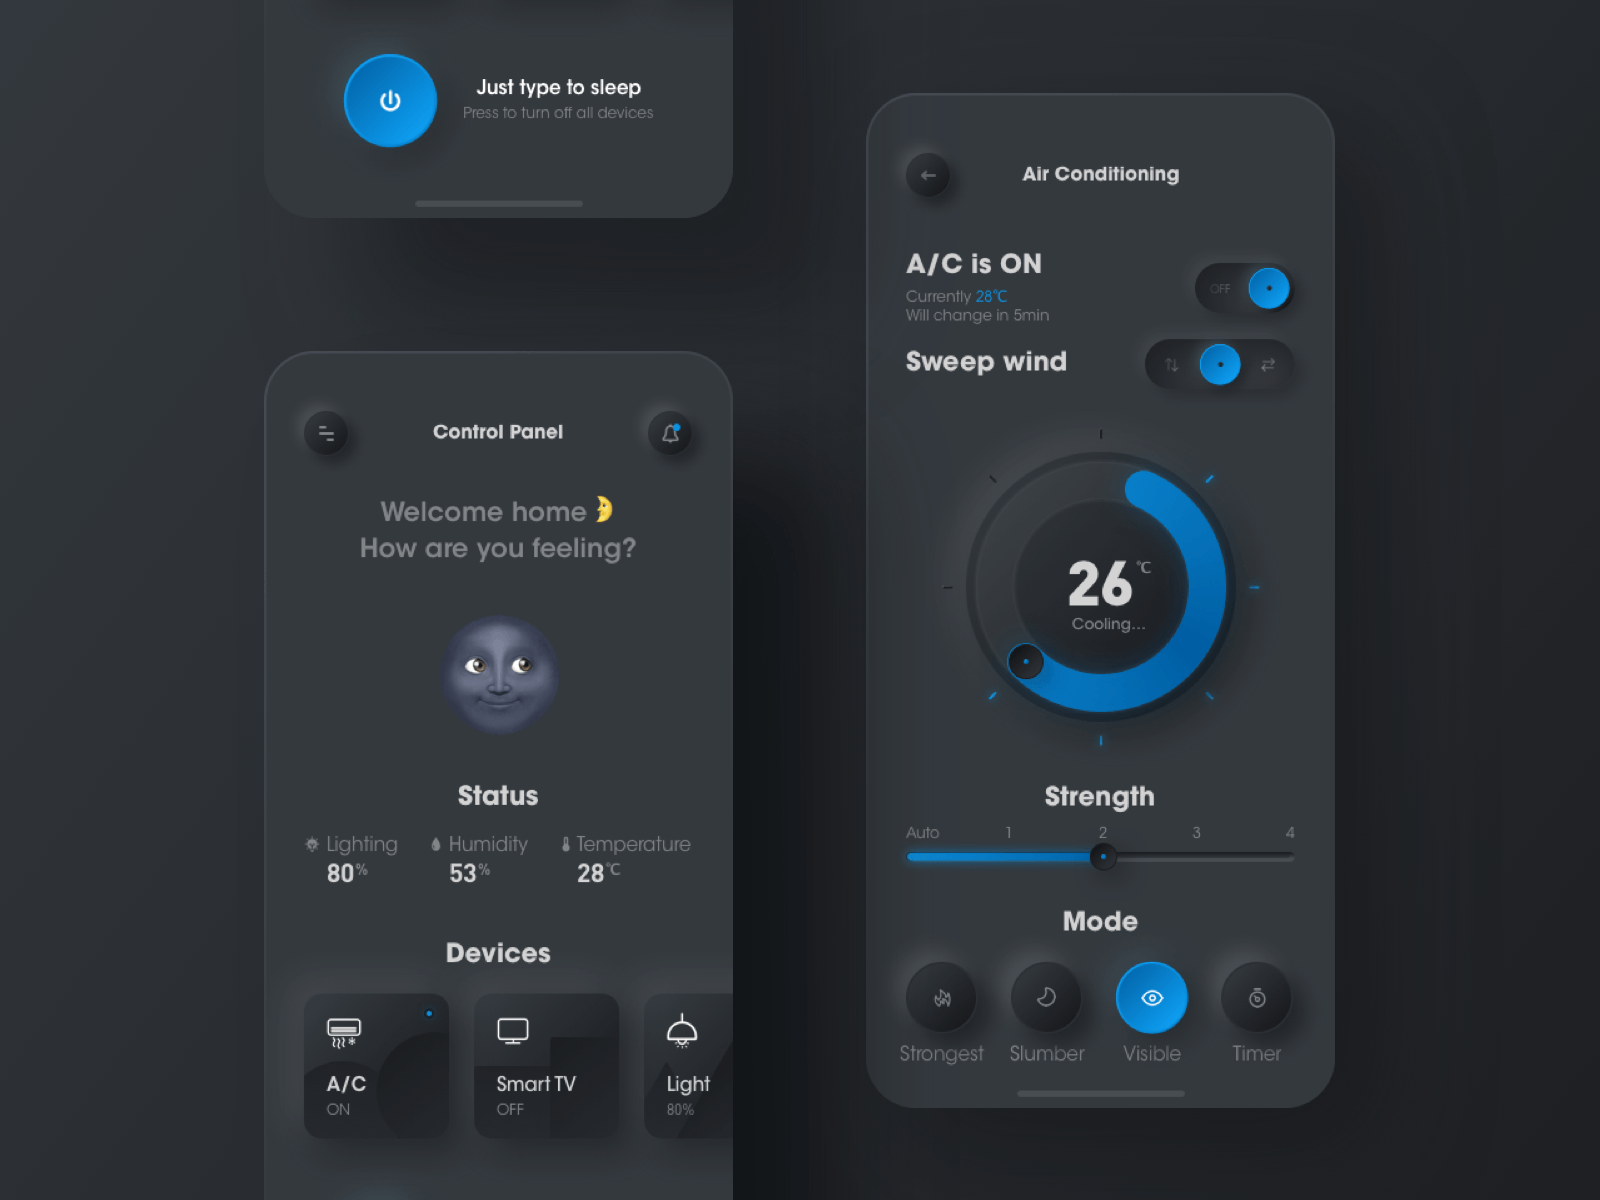 Just type to sleep
Press to turn off all devices
Control Panel
Welcome home
How are you feeling?
Status
Lighting
80%
Humidity
53%
Temperature
28°C
Devices
A/C
ON
Smart TV
OFF
Light
80%
Air Conditioning
A/C is ON
Currently 28°C
Will change in 5min
OFF
Sweep wind
26°C
Cooling...
Strength
Auto 1 2 3 4
Mode
Strongest Slumber Visible Timer